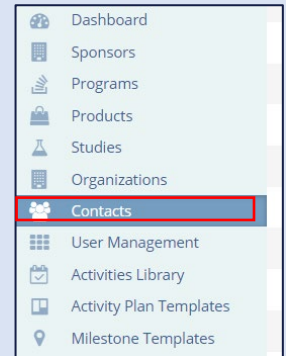 Dashboard
Sponsors
Programs
Products
Studies
Organizations
Contacts
User Management
Activities Library
Activity Plan Templates
Milestone Templates